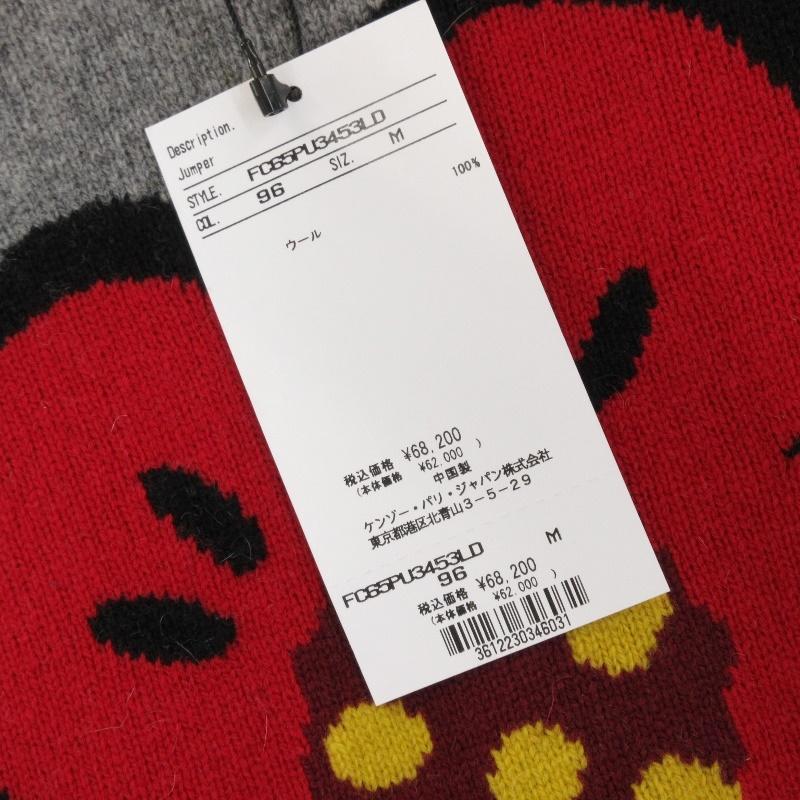 Description.
Jumper
STYLE. FC65PU3453LD
COL. 96 SIZ. M
ウール 100%
税込価格 ¥68,200
(本体価格 ¥62,000 )
中国製
ケンゾー・パリ・ジャパン株式会社
東京都港区北青山3-5-29
FC65PU3453LD M
96
税込価格 ¥68,200
(本体価格 ¥62,000 )
3612230346031